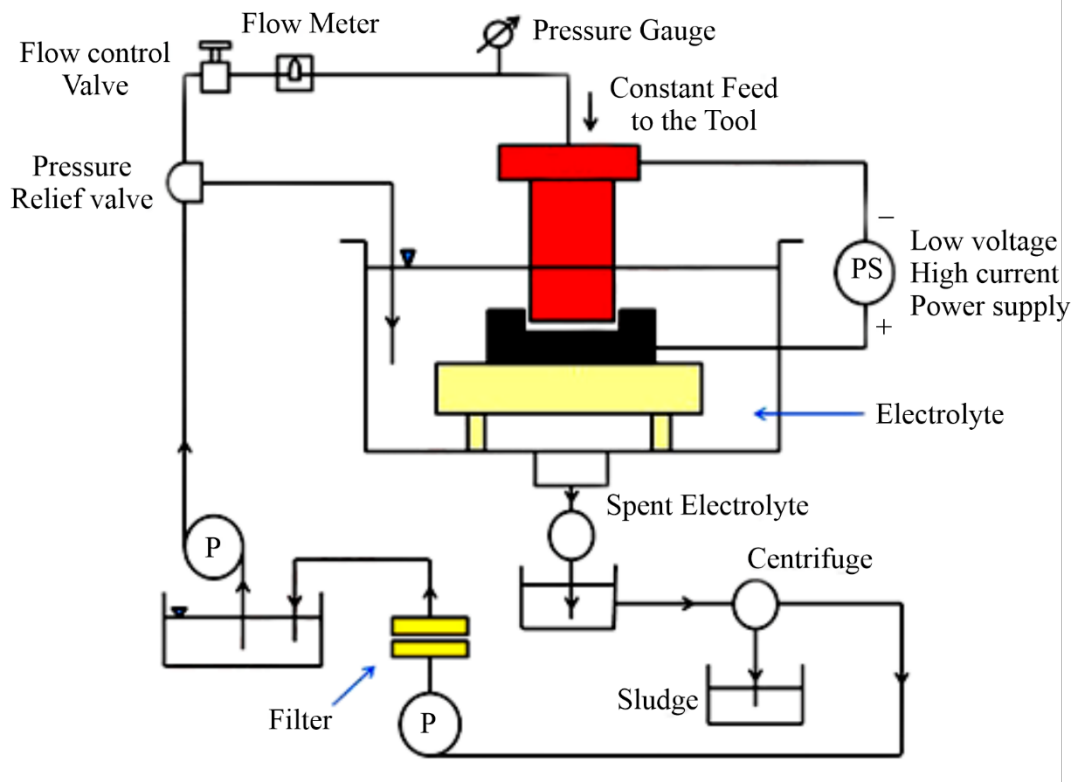 Flow Meter
Flow control
Valve
Pressure Gauge
Constant Feed
to the Tool
Pressure
Relief valve
−
PS
Low voltage
High current
Power supply
+
Electrolyte
Spent Electrolyte
P
Centrifuge
Filter
P
Sludge